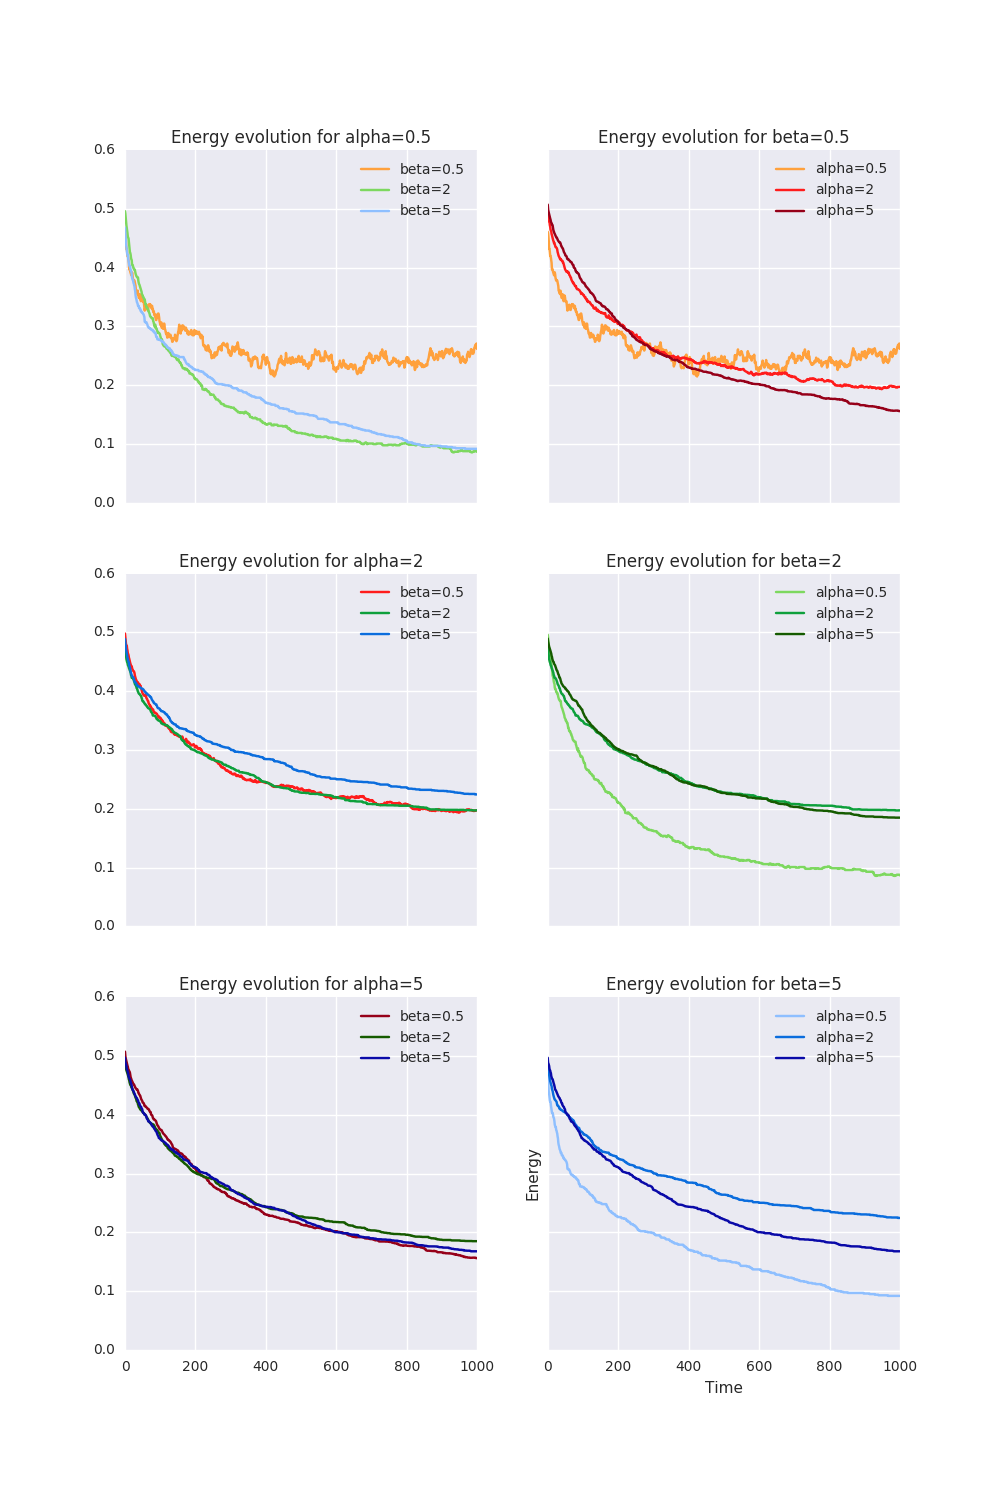 Energy evolution for alpha=0.5
0.6
0.5
0.4
0.3
0.2
0.1
0.0
beta=0.5
beta=2
beta=5
Energy evolution for beta=0.5
alpha=0.5
alpha=2
alpha=5
Energy evolution for alpha=2
0.6
0.5
0.4
0.3
0.2
0.1
0.0
beta=0.5
beta=2
beta=5
Energy evolution for beta=2
alpha=0.5
alpha=2
alpha=5
Energy evolution for alpha=5
0.6
0.5
0.4
0.3
0.2
0.1
0.0
beta=0.5
beta=2
beta=5
0 200 400 600 800 1000
Energy evolution for beta=5
alpha=0.5
alpha=2
alpha=5
Energy
0 200 400 600 800 1000
Time